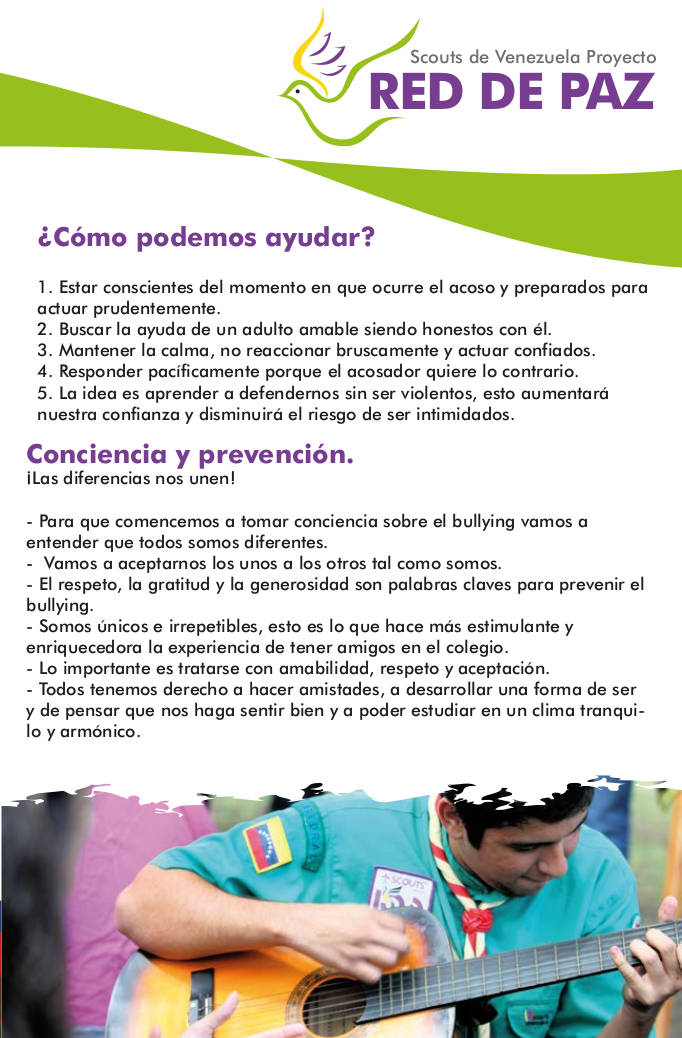 Scouts de Venezuela Proyecto
RED DE PAZ
¿Cómo podemos ayudar?
1. Estar conscientes del momento en que ocurre el acoso y preparados para
actuar prudentemente.
2. Buscar la ayuda de un adulto amable siendo honestos con él.
3. Mantener la calma, no reaccionar bruscamente y actuar confiados.
4. Responder pacíficamente porque el acosador quiere lo contrario.
5. La idea es aprender a defendernos sin ser violentos, esto aumentará
nuestra confianza y disminuirá el riesgo de ser intimidados.
Conciencia y prevención.
¡Las diferencias nos unen!
- Para que comencemos a tomar conciencia sobre el bullying vamos a
entender que todos somos diferentes.
-  Vamos a aceptarnos los unos a los otros tal como somos.
- El respeto, la gratitud y la generosidad son palabras claves para prevenir el
bullying.
- Somos únicos e irrepetibles, esto es lo que hace más estimulante y
enriquecedora la experiencia de tener amigos en el colegio.
- Lo importante es tratarse con amabilidad, respeto y aceptación.
- Todos tenemos derecho a hacer amistades, a desarrollar una forma de ser
y de pensar que nos haga sentir bien y a poder estudiar en un clima tranqui-
lo y armónico.
SCOUTS